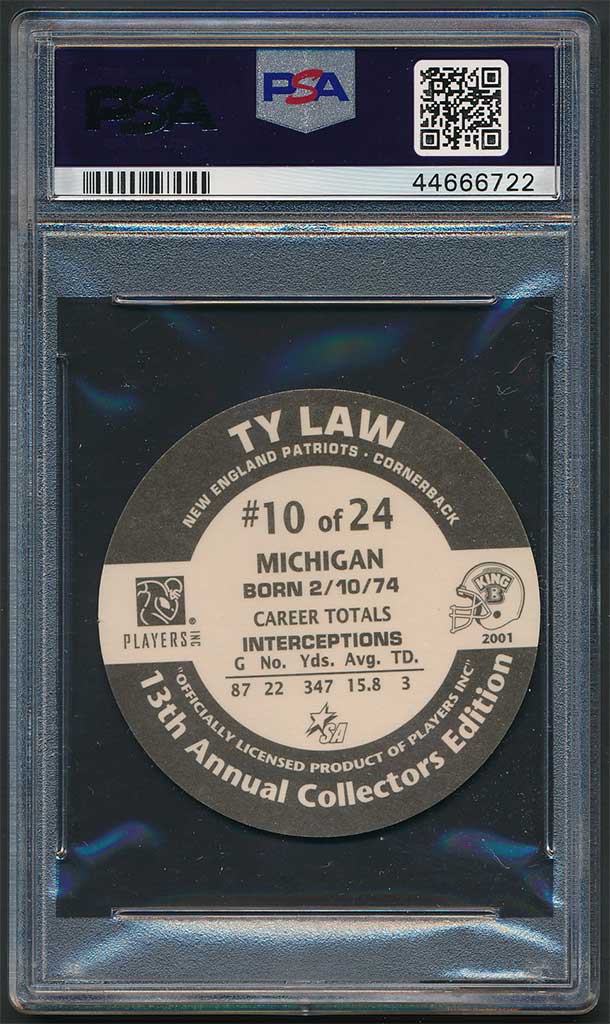 PSA
PSA
44666722
TY LAW
NEW ENGLAND PATRIOTS · CORNERBACK
#10 of 24
MICHIGAN
BORN 2/10/74
CAREER TOTALS
INTERCEPTIONS
G No. Yds. Avg. TD.
87 22 347 15.8 3
PLAYERS INC
®
KING B
2001
SA
"OFFICIALLY LICENSED PRODUCT OF PLAYERS INC"
13th Annual Collectors Edition